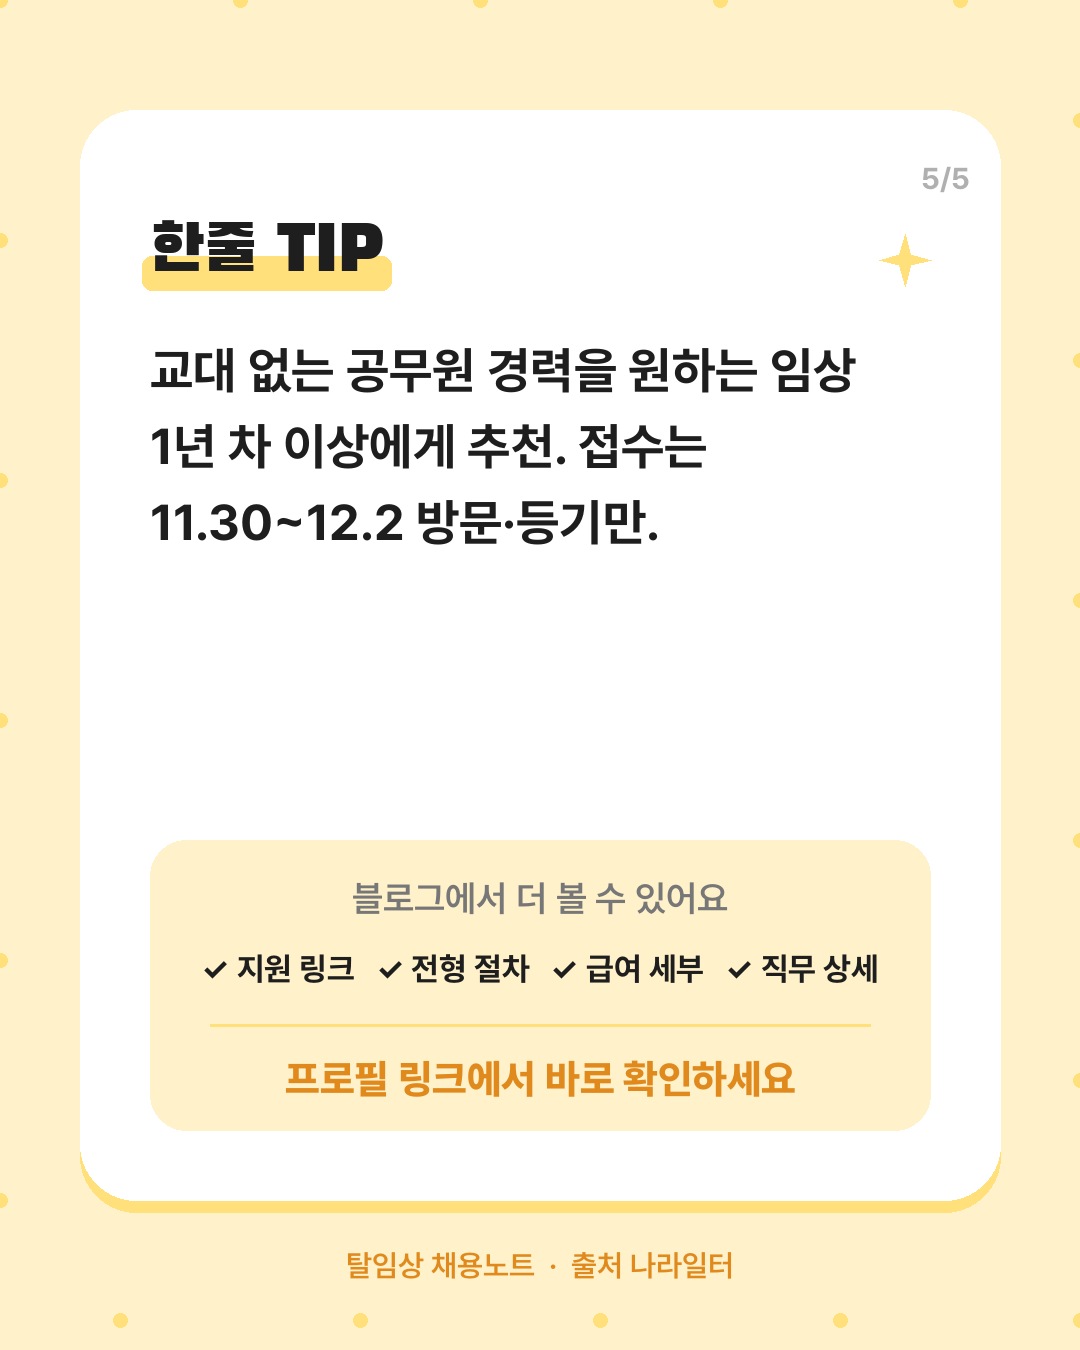 5/5
한줄 TIP
교대 없는 공무원 경력을 원하는 임상
1년 차 이상에게 추천. 접수는
11.30~12.2 방문·등기만.
블로그에서 더 볼 수 있어요
✓ 지원 링크 ✓ 전형 절차 ✓ 급여 세부 ✓ 직무 상세
프로필 링크에서 바로 확인하세요
탈임상 채용노트 · 출처 나라일터